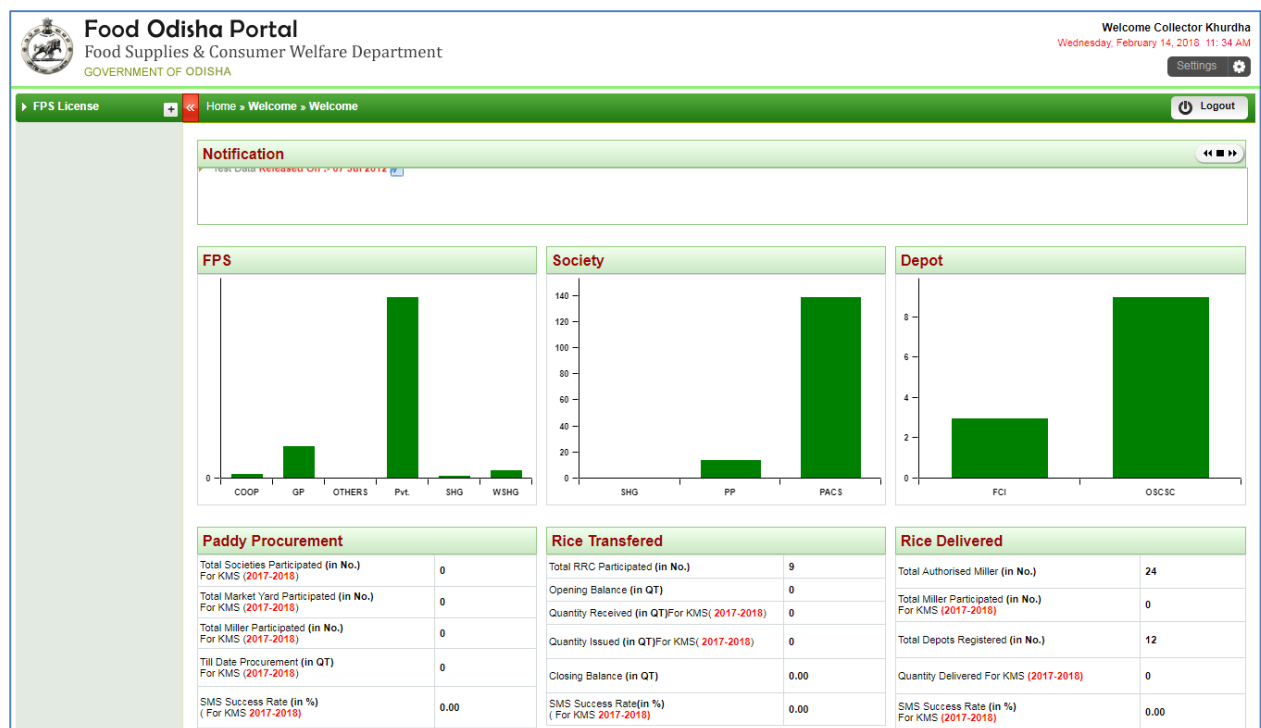 Food Odisha Portal
Food Supplies & Consumer Welfare Department
GOVERNMENT OF ODISHA
Welcome Collector Khurdha
Wednesday, February 14, 2018 11: 34 AM
Settings
FPS License
+
«
Home » Welcome » Welcome
Logout
Notification
Test Data Released On :- 07 Jul 2012
FPS
0
COOP GP OTHERS Pvt. SHG WSHG
Society
140
120
100
80
60
40
20
0
SHG PP PACS
Depot
8
6
4
2
0
FCI OSCSC
Paddy Procurement
Total Societies Participated (in No.)
For KMS (2017-2018)
0
Total Market Yard Participated (in No.)
For KMS (2017-2018)
0
Total Miller Participated (in No.)
For KMS (2017-2018)
0
Till Date Procurement (in QT)
For KMS (2017-2018)
0
SMS Success Rate (in %)
( For KMS 2017-2018)
0.00
Rice Transfered
Total RRC Participated (in No.) 9
Opening Balance (in QT) 0
Quantity Received (in QT)For KMS( 2017-2018) 0
Quantity Issued (in QT)For KMS( 2017-2018) 0
Closing Balance (in QT) 0.00
SMS Success Rate(in %)
( For KMS 2017-2018)
0.00
Rice Delivered
Total Authorised Miller (in No.) 24
Total Miller Participated (in No.)
For KMS (2017-2018)
0
Total Depots Registered (in No.) 12
Quantity Delivered For KMS (2017-2018) 0
SMS Success Rate (in %)
For KMS (2017-2018)
0.00